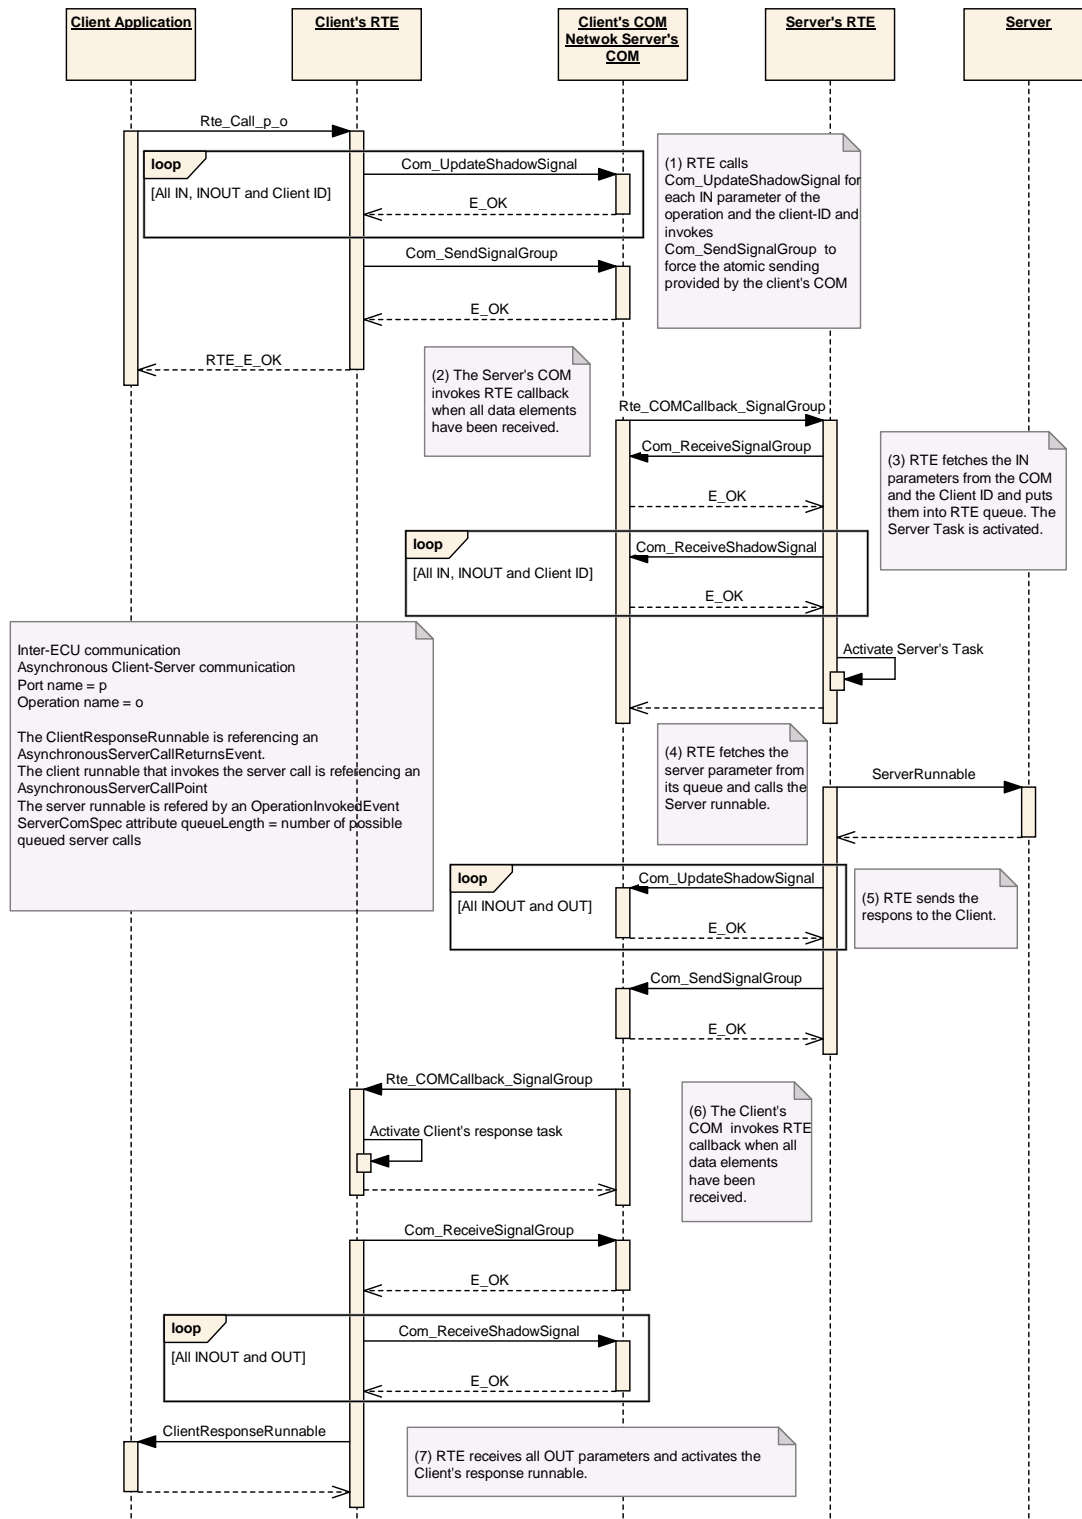 Client Application
Client's RTE
Client's COM
Netwok Server's
COM
Server's RTE
Server
Rte_Call_p_o
loop
[All IN, INOUT and Client ID]
Com_UpdateShadowSignal
E_OK
Com_SendSignalGroup
E_OK
RTE_E_OK
(1) RTE calls
Com_UpdateShadowSignal for
each IN parameter of the
operation and the client-ID and
invokes
Com_SendSignalGroup to
force the atomic sending
provided by the client's COM
(2) The Server's COM
invokes RTE callback
when all data elements
have been received.
Rte_COMCallback_SignalGroup
Com_ReceiveSignalGroup
E_OK
(3) RTE fetches the IN
parameters from the COM
and the Client ID and puts
them into RTE queue. The
Server Task is activated.
loop
[All IN, INOUT and Client ID]
Com_ReceiveShadowSignal
E_OK
Activate Server's Task
Inter-ECU communication
Asynchronous Client-Server communication
Port name = p
Operation name = o
The ClientResponseRunnable is referencing an
AsynchronousServerCallReturnsEvent.
The client runnable that invokes the server call is referencing an
AsynchronousServerCallPoint
The server runnable is refered by an OperationInvokedEvent
ServerComSpec attribute queueLength = number of possible
queued server calls
(4) RTE fetches the
server parameter from
its queue and calls the
Server runnable.
ServerRunnable
loop
[All INOUT and OUT]
Com_UpdateShadowSignal
E_OK
(5) RTE sends the
respons to the Client.
Com_SendSignalGroup
E_OK
Rte_COMCallback_SignalGroup
Activate Client's response task
(6) The Client's
COM invokes RTE
callback when all
data elements
have been
received.
Com_ReceiveSignalGroup
E_OK
loop
[All INOUT and OUT]
Com_ReceiveShadowSignal
E_OK
ClientResponseRunnable
(7) RTE receives all OUT parameters and activates the
Client's response runnable.